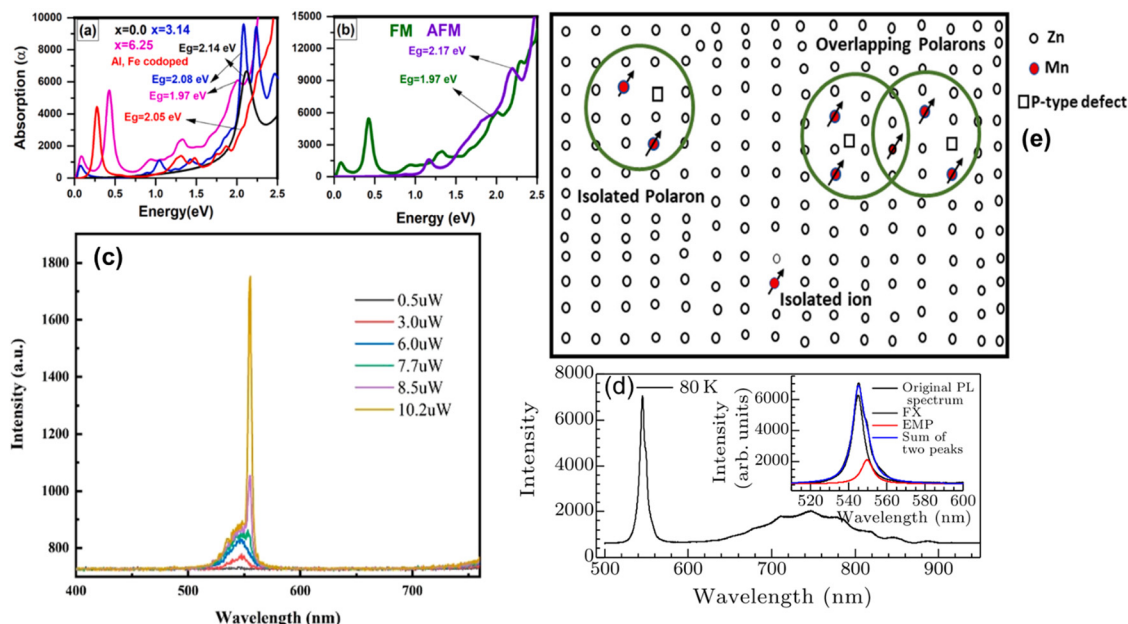 (a)
x=0.0 x=3.14
x=6.25
Al, Fe codoped
Eg=2.14 eV
Eg=2.08 eV
Eg=1.97 eV
Eg=2.05 eV
Absorption (α)
10000
8000
6000
4000
2000
0
0.0 0.5 1.0 1.5 2.0 2.5
Energy(eV)
(b)
FM AFM
Eg=2.17 eV
Eg=1.97 eV
15000
12000
9000
6000
3000
0
0.0 0.5 1.0 1.5 2.0 2.5
Energy (eV)
Overlapping Polarons
Isolated Polaron
Isolated ion
Zn
Mn
P-type defect
(e)
(c)
Intensity (a.u.)
1800
1600
1400
1200
1000
800
0.5uW
3.0uW
6.0uW
7.7uW
8.5uW
10.2uW
400 500 600 700
Wavelength (nm)
(d)
80 K
Intensity
8000
6000
4000
2000
0
500 600 700 800 900
Wavelength (nm)
Intensity
(arb. units)
6000
4000
2000
Original PL
spectrum
FX
EMP
Sum of
two peaks
520 540 560 580 600
Wavelength (nm)